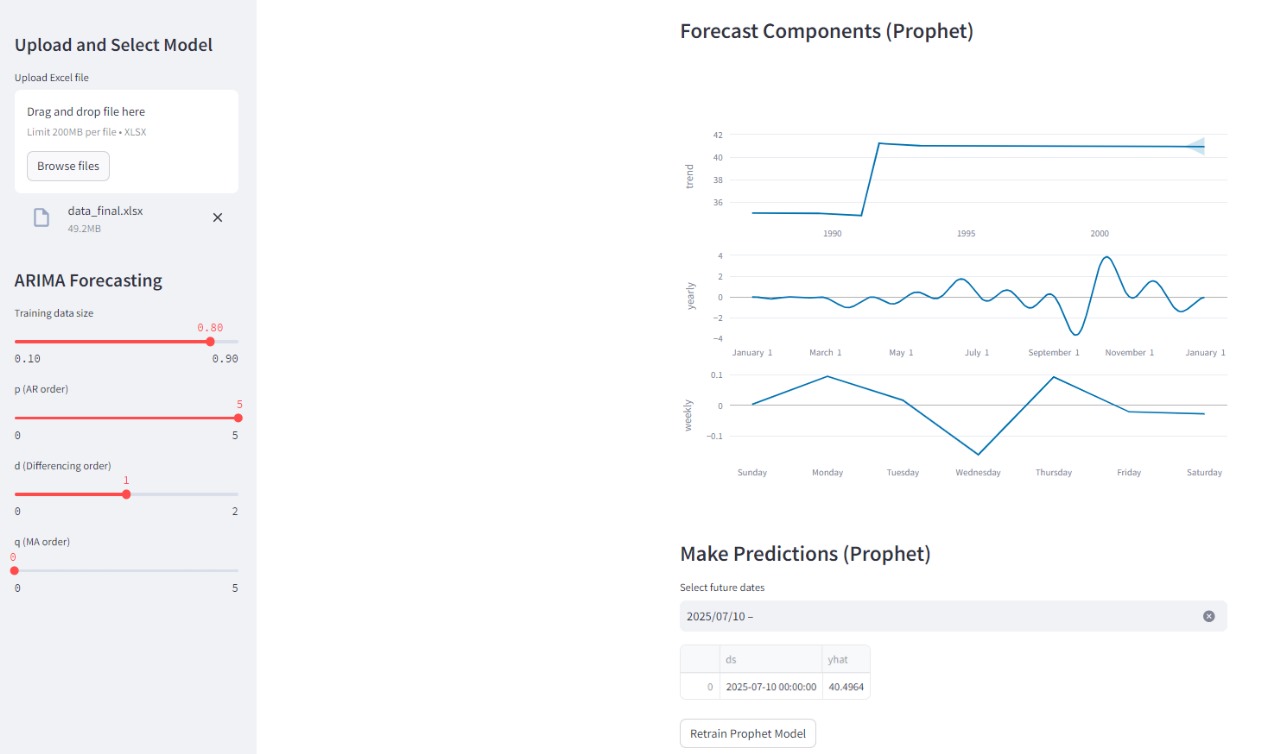 Upload and Select Model
Upload Excel file
Drag and drop file here
Limit 200MB per file • XLSX
Browse files
data_final.xlsx
49.2MB
ARIMA Forecasting
Training data size
0.80
0.10 0.90
p (AR order)
5
0 5
d (Differencing order)
1
0 2
q (MA order)
0
0 5
Forecast Components (Prophet)
42
40
38
36
trend
1990 1995 2000
4
2
0
−2
−4
yearly
January 1 March 1 May 1 July 1 September 1 November 1 January 1
0.1
0
−0.1
weekly
Sunday Monday Tuesday Wednesday Thursday Friday Saturday
Make Predictions (Prophet)
Select future dates
2025/07/10 –
ds yhat
0 2025-07-10 00:00:00 40.4964
Retrain Prophet Model